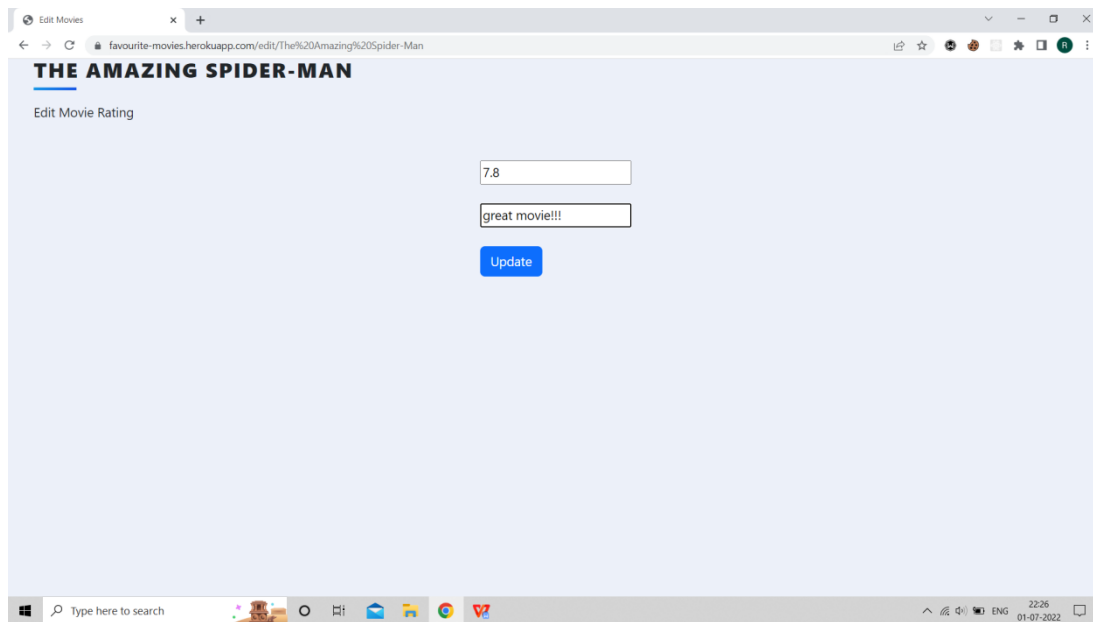 Edit Movies
favourite-movies.herokuapp.com/edit/The%20Amazing%20Spider-Man
R
THE AMAZING SPIDER-MAN
Edit Movie Rating
7.8
great movie!!!
Update
Type here to search
ENG
22:26
01-07-2022